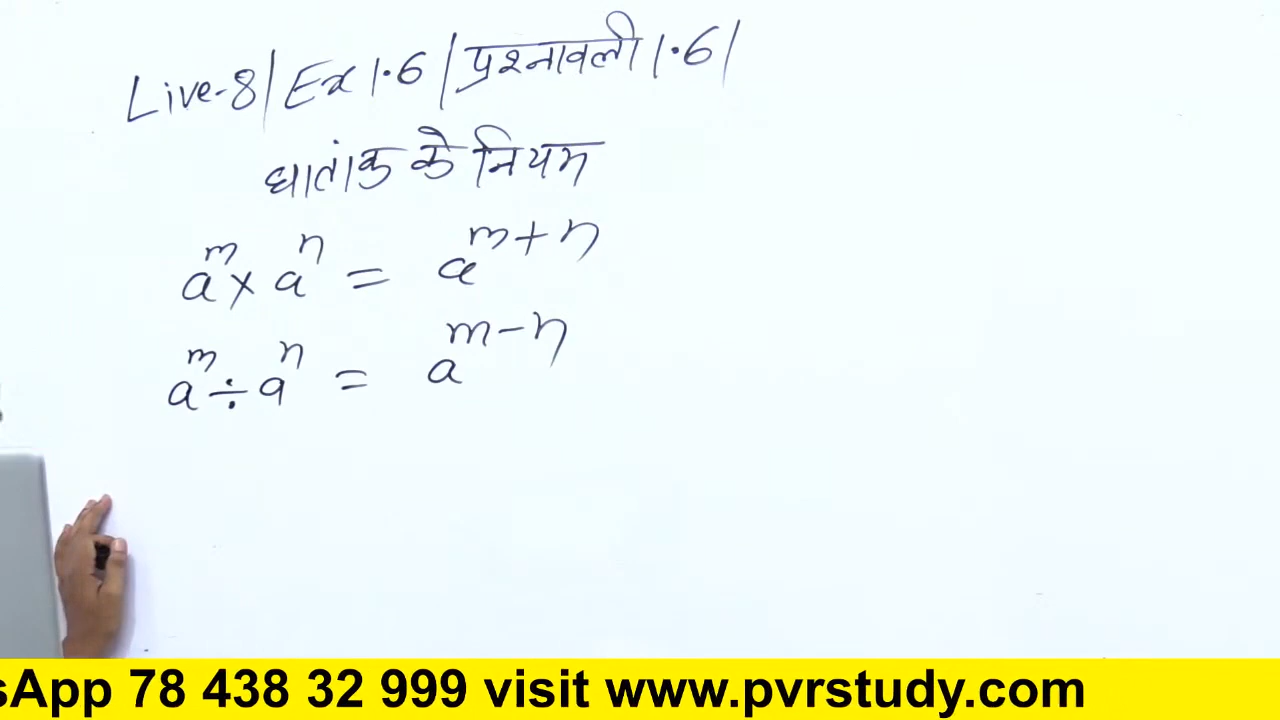 Live-8| Ex 1.6 | प्रश्नावली 1.6 |
घातांक के नियम
a^m × a^n = a^{m+n}
a^m ÷ a^n = a^{m-n}
sApp 78 438 32 999 visit www.pvrstudy.com